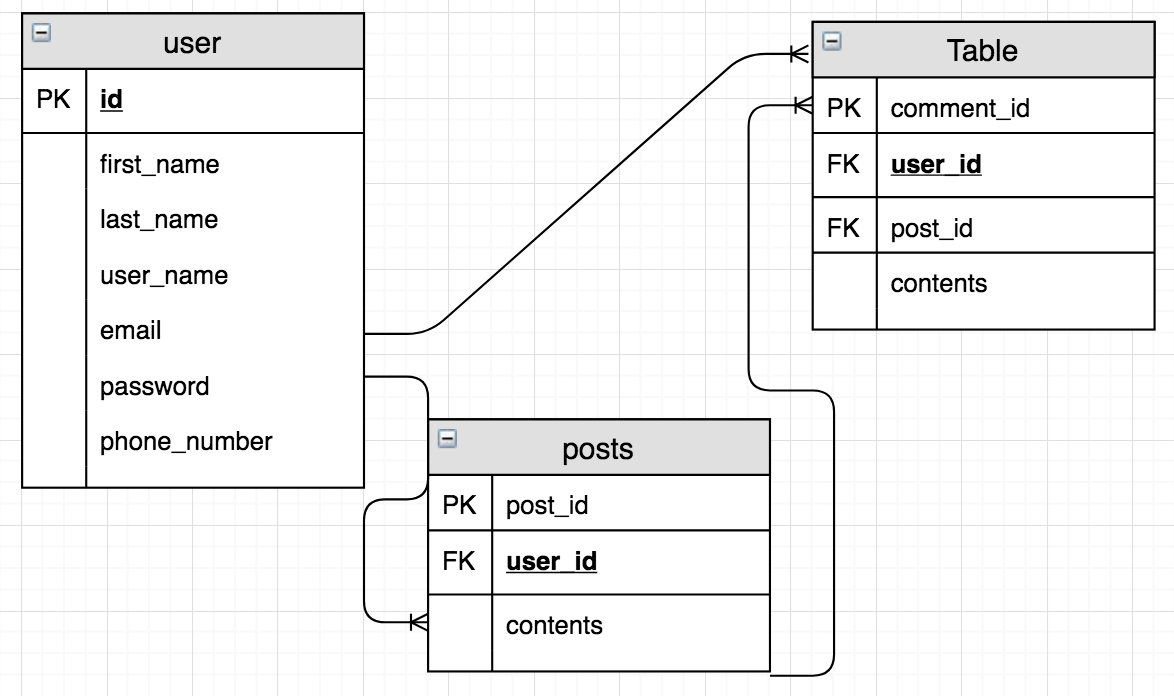 user
PK id
first_name
last_name
user_name
email
password
phone_number
Table
PK comment_id
FK user_id
FK post_id
contents
posts
PK post_id
FK user_id
contents